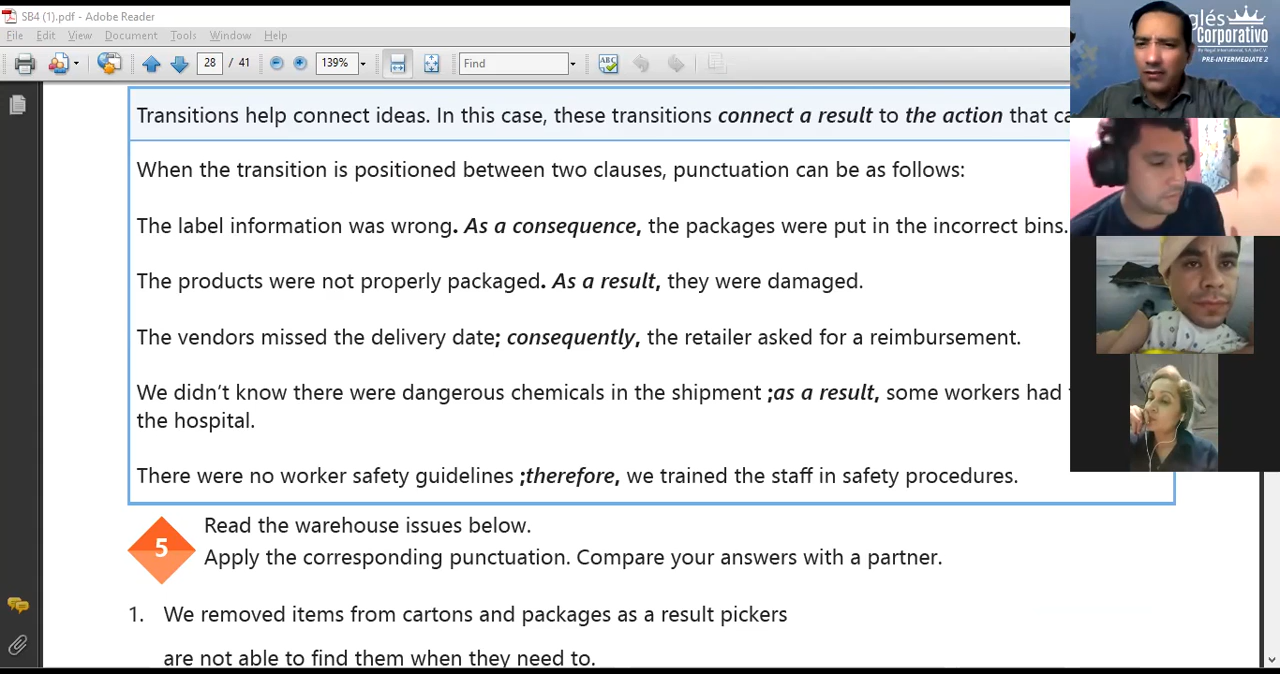 SB4 (1).pdf - Adobe Reader
File Edit View Document Tools Window Help
28 / 41 139% Find
glés
Corporativo
PRE-INTERMEDIATE 2
Transitions help connect ideas. In this case, these transitions connect a result to the action that ca
When the transition is positioned between two clauses, punctuation can be as follows:
The label information was wrong. As a consequence, the packages were put in the incorrect bins.
The products were not properly packaged. As a result, they were damaged.
The vendors missed the delivery date; consequently, the retailer asked for a reimbursement.
We didn't know there were dangerous chemicals in the shipment ;as a result, some workers had
the hospital.
There were no worker safety guidelines ;therefore, we trained the staff in safety procedures.
5
Read the warehouse issues below.
Apply the corresponding punctuation. Compare your answers with a partner.
1. We removed items from cartons and packages as a result pickers
are not able to find them when they need to.